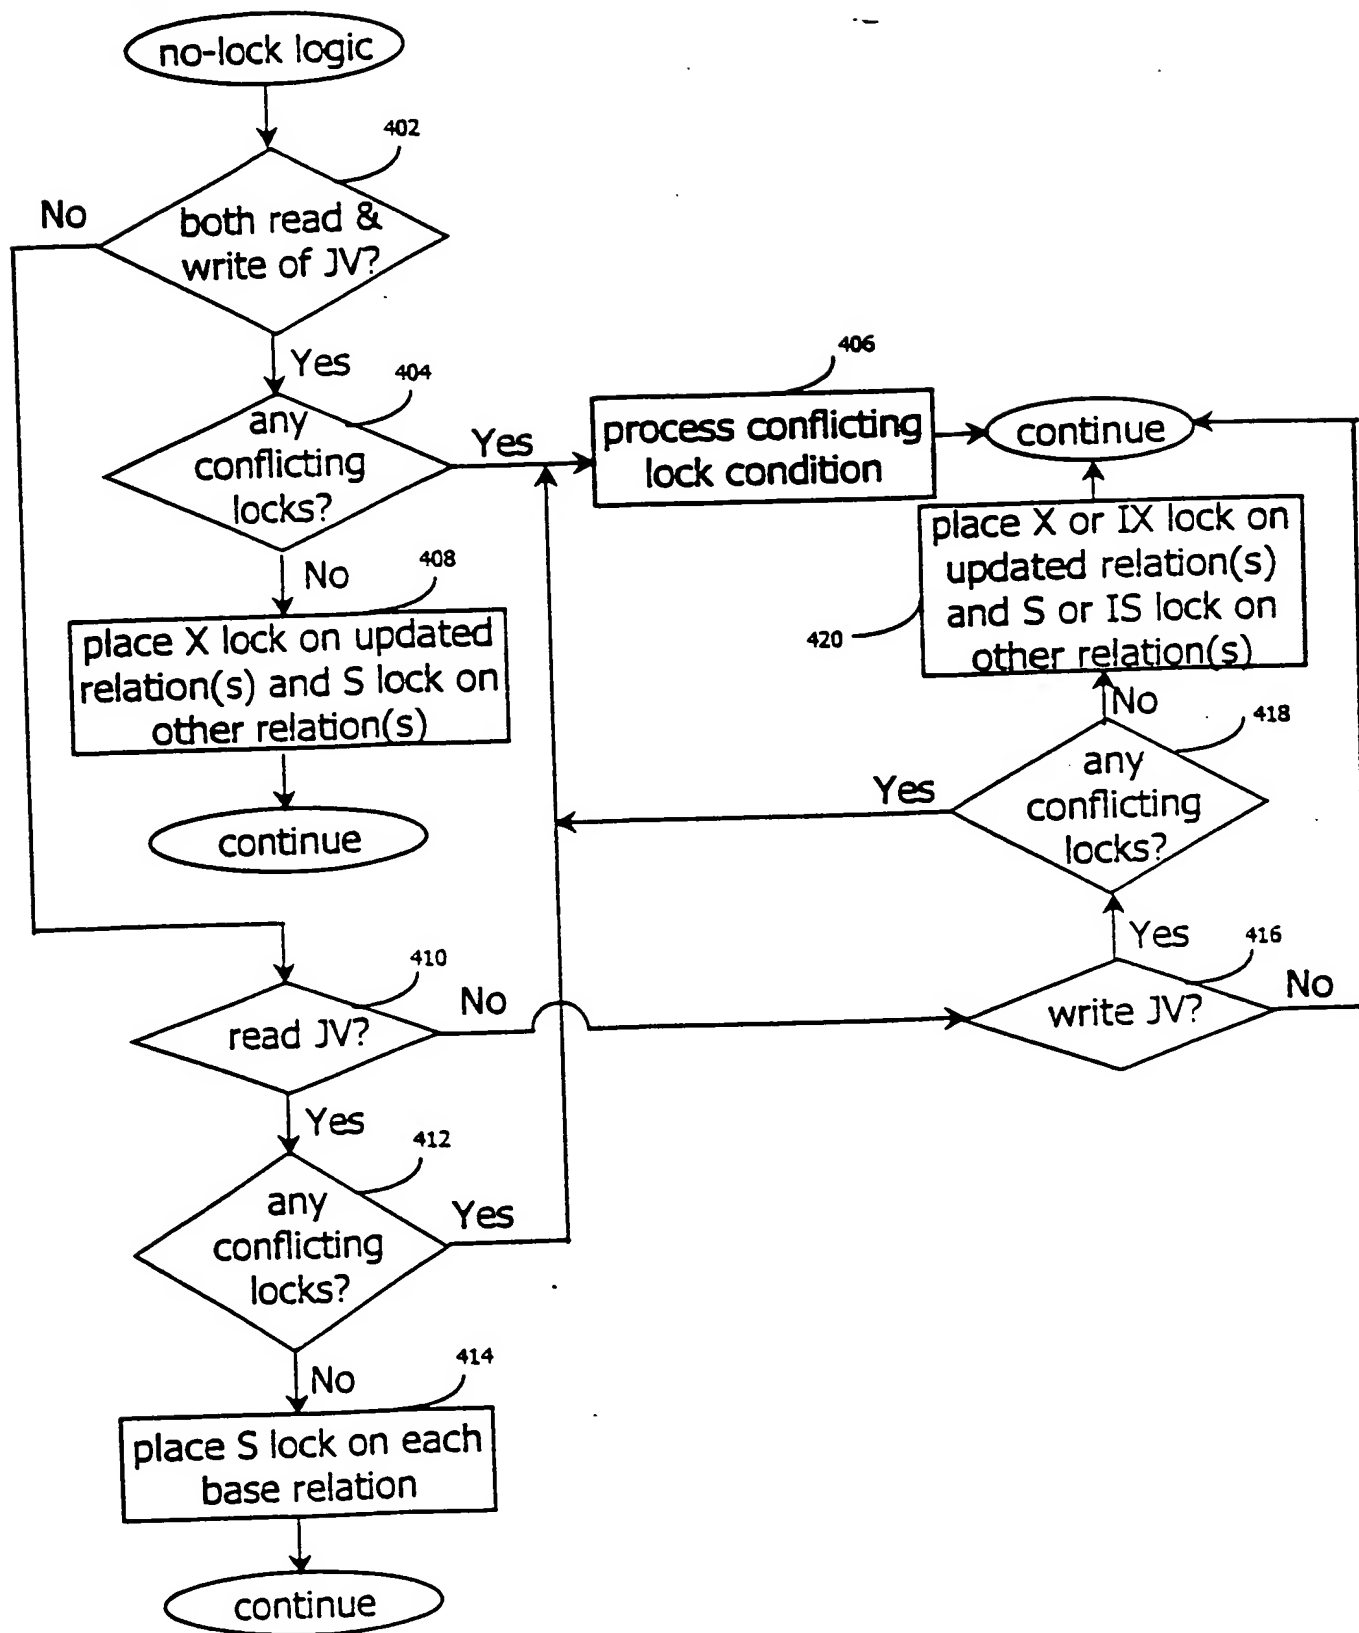 no-lock logic
402
No
both read &
write of JV?
Yes
404
any
conflicting
locks?
Yes
406
process conflicting
lock condition
continue
No
408
place X lock on updated
relation(s) and S lock on
other relation(s)
continue
place X or IX lock on
updated relation(s)
and S or IS lock on
other relation(s)
420
No
418
any
conflicting
locks?
Yes
Yes
416
write JV?
No
410
read JV?
No
Yes
412
any
conflicting
locks?
Yes
No
414
place S lock on each
base relation
continue